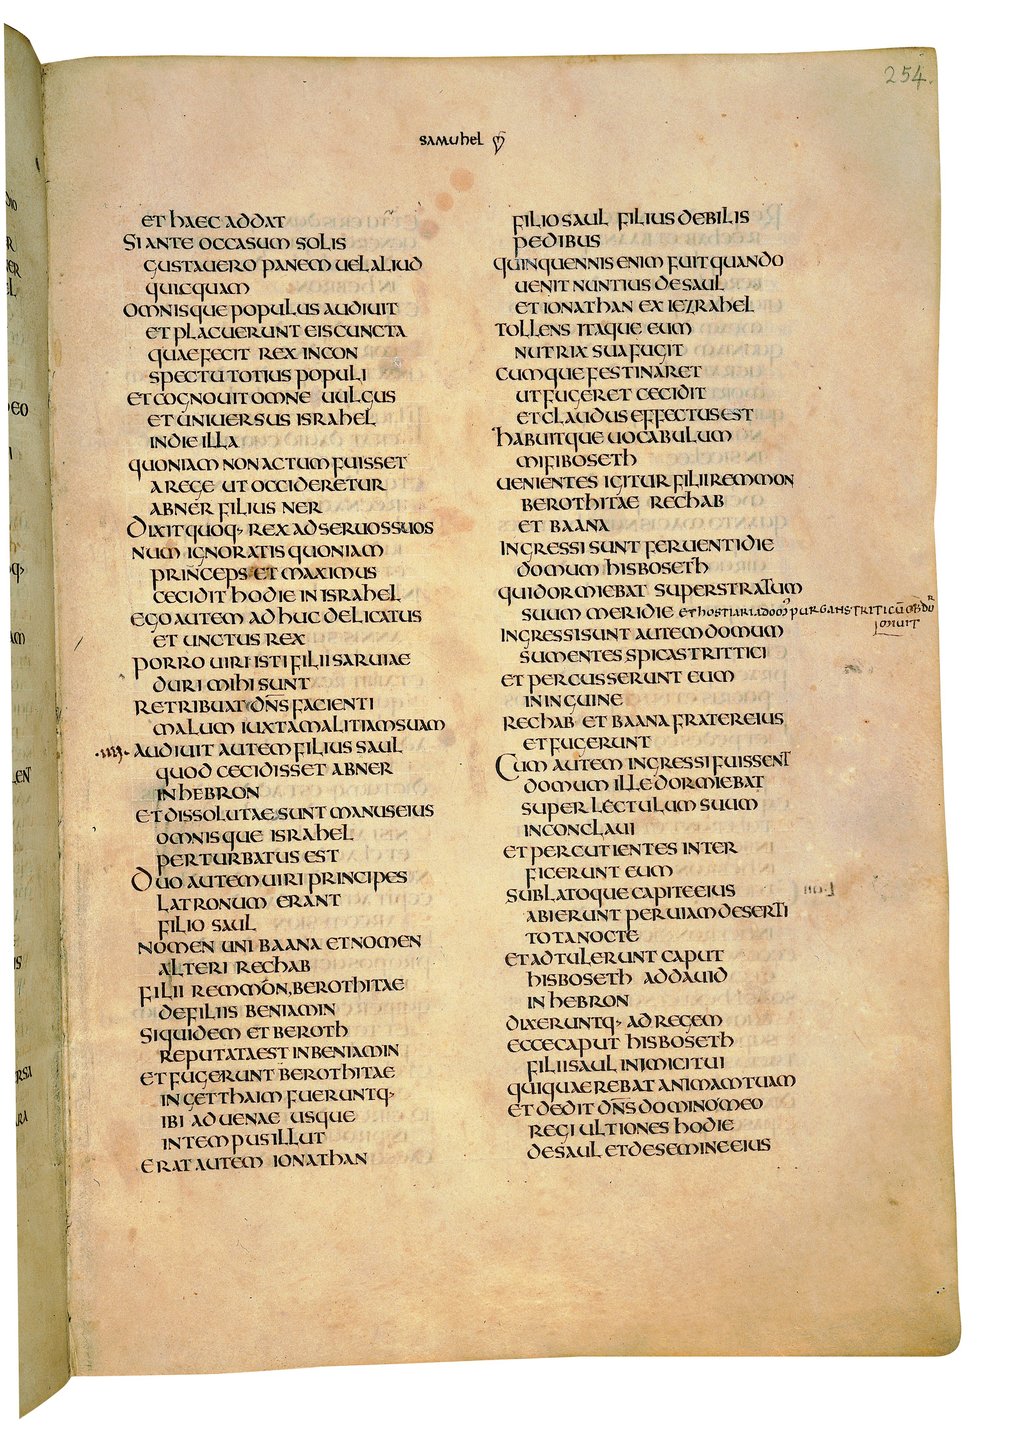 254.
samuhel
et haec addat
Si ante occasum solis
gustauero panem uel aliud
quicquam
omnisque populus audiuit
et placuerunt eis cuncta
quae fecit rex in con
spectu totius populi
et cognouit omne uulgus
et uniuersus israhel
in die illa
quoniam non actum fuisset
a rege ut occideretur
abner filius ner
Dixit quoq· rex ad seruos suos
num ignoratis quoniam
princeps et maximus
cecidit hodie in israhel
ego autem ad huc delicatus
et unctus rex
porro uiri isti filii saruiae
duri mihi sunt
retribuat dn̄s facienti
malum iuxta malitiam suam
·IIII· audiuit autem filius saul
quod cecidisset abner
in hebron
et dissolutae sunt manus eius
omnisque israhel
perturbatus est
Duo autem uiri principes
latronum erant
filio saul
nomen uni baana et nomen
alteri rechab
filii remmon berothitae
de filiis beniamin
siquidem et beroth
reputata est in beniamin
et fugerunt berothitae
in getthaim fueruntq·
ibi aduenae usque
in tempus illut
erat autem ionathan
filio saul filius debilis
pedibus
quinquennis enim fuit quando
uenit nuntius de saul
et ionathan ex iezrahel
tollens itaque eum
nutrix sua fugit
cumque festinaret
ut fugeret cecidit
et claudus effectus est
habuitque uocabulum
mifiboseth
uenientes igitur filii remmon
berothitae rechab
et baana
ingressi sunt feruenti die
domum hisboseth
qui dormiebat super stratum
suum meridie et hostiaria domꝰ purgans triticū obdor
miuit
ingressi sunt autem domum
sumentes spicas trittici
et percusserunt eum
in inguine
rechab et baana frater eius
et fugerunt
Cum autem ingressi fuissent
domum ille dormiebat
super lectulum suum
in conclaui
et percutientes inter
ficerunt eum
sublatoque capite eius
abierunt per uiam deserti
tota nocte
et adtulerunt caput
hisboseth ad dauid
in hebron
dixeruntq· ad regem
ecce caput hisboseth
filii saul inimici tui
qui quaerebat animam tuam
et dedit dn̄s domino meo
regi ultiones hodie
de saul et de semine eius